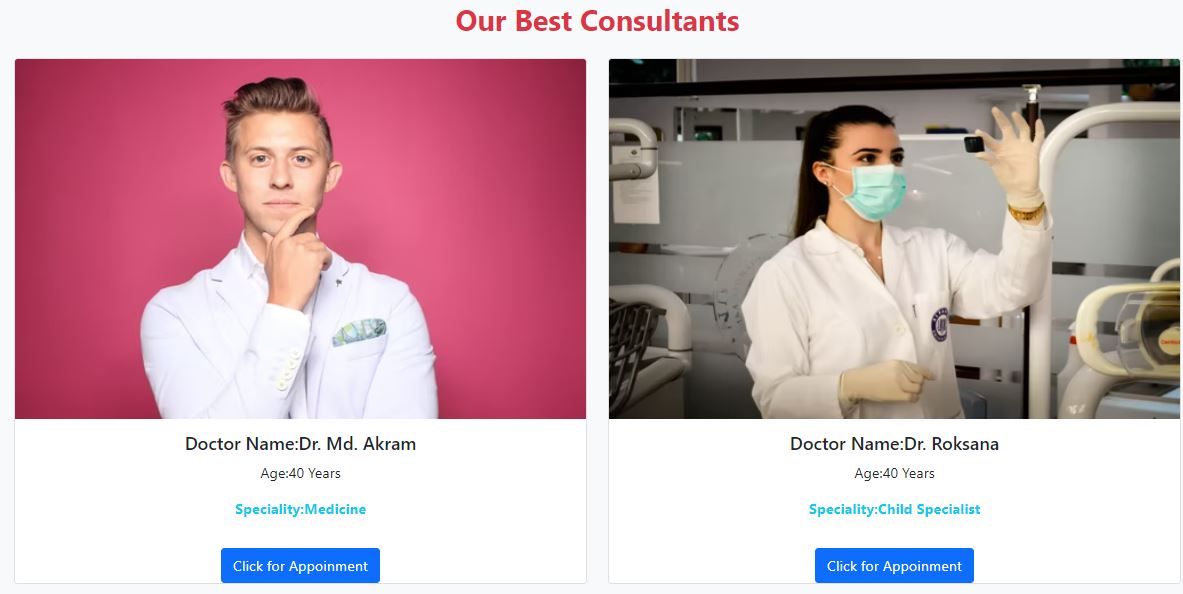 Our Best Consultants
Doctor Name:Dr. Md. Akram
Age:40 Years
Speciality:Medicine
Click for Appoinment
Doctor Name:Dr. Roksana
Age:40 Years
Speciality:Child Specialist
Click for Appoinment